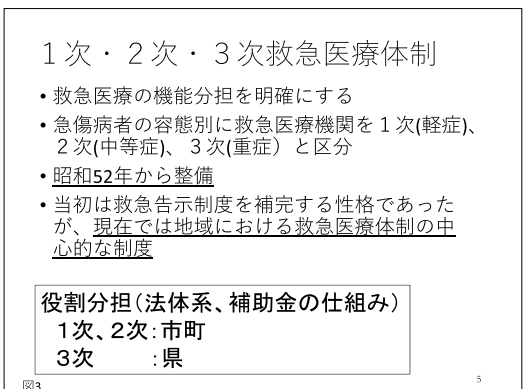 １次・２次・３次救急医療体制
• 救急医療の機能分担を明確にする
• 急傷病者の容態別に救急医療機関を１次(軽症)、
２次(中等症)、３次(重症）と区分
• 昭和52年から整備
• 当初は救急告示制度を補完する性格であった
が、現在では地域における救急医療体制の中
心的な制度
役割分担（法体系、補助金の仕組み）
１次、２次：市町
３次　　：県
図3
5